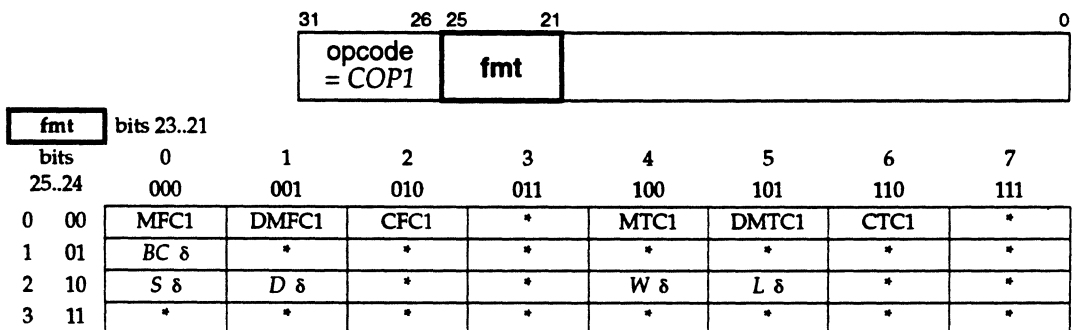 31 26 25 21 0
opcode
= COP1 fmt
fmt bits 23..21
bits 0 1 2 3 4 5 6 7
25..24 000 001 010 011 100 101 110 111
0 00 MFC1 DMFC1 CFC1 * MTC1 DMTC1 CTC1 *
1 01 BC δ * * * * * * *
2 10 S δ D δ * * W δ L δ * *
3 11 * * * * * * * *